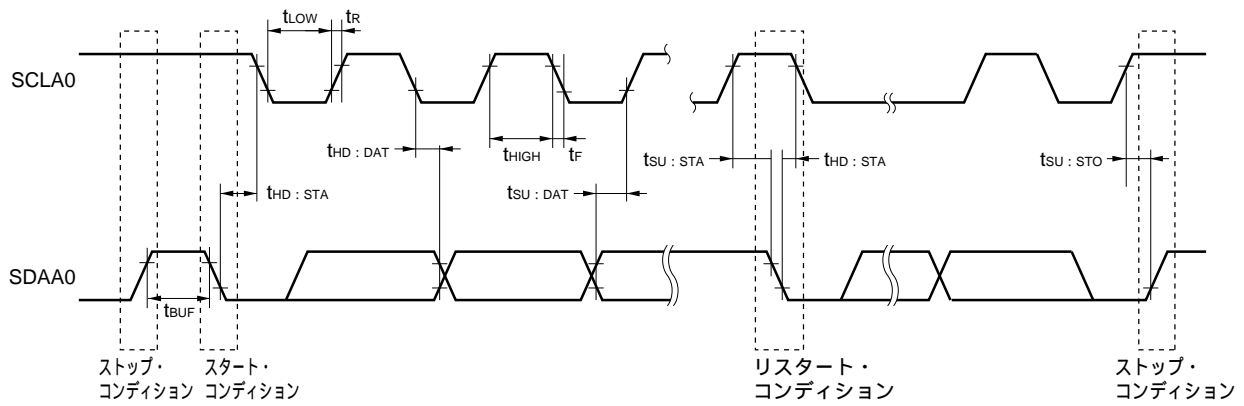 tLOW
tR
SCLA0
tHD : DAT
tHIGH
tF
tSU : STA
tHD : STA
tSU : STO
tHD : STA
tSU : DAT
SDAA0
tBUF
ストップ・
コンディション
スタート・
コンディション
リスタート・
コンディション
ストップ・
コンディション